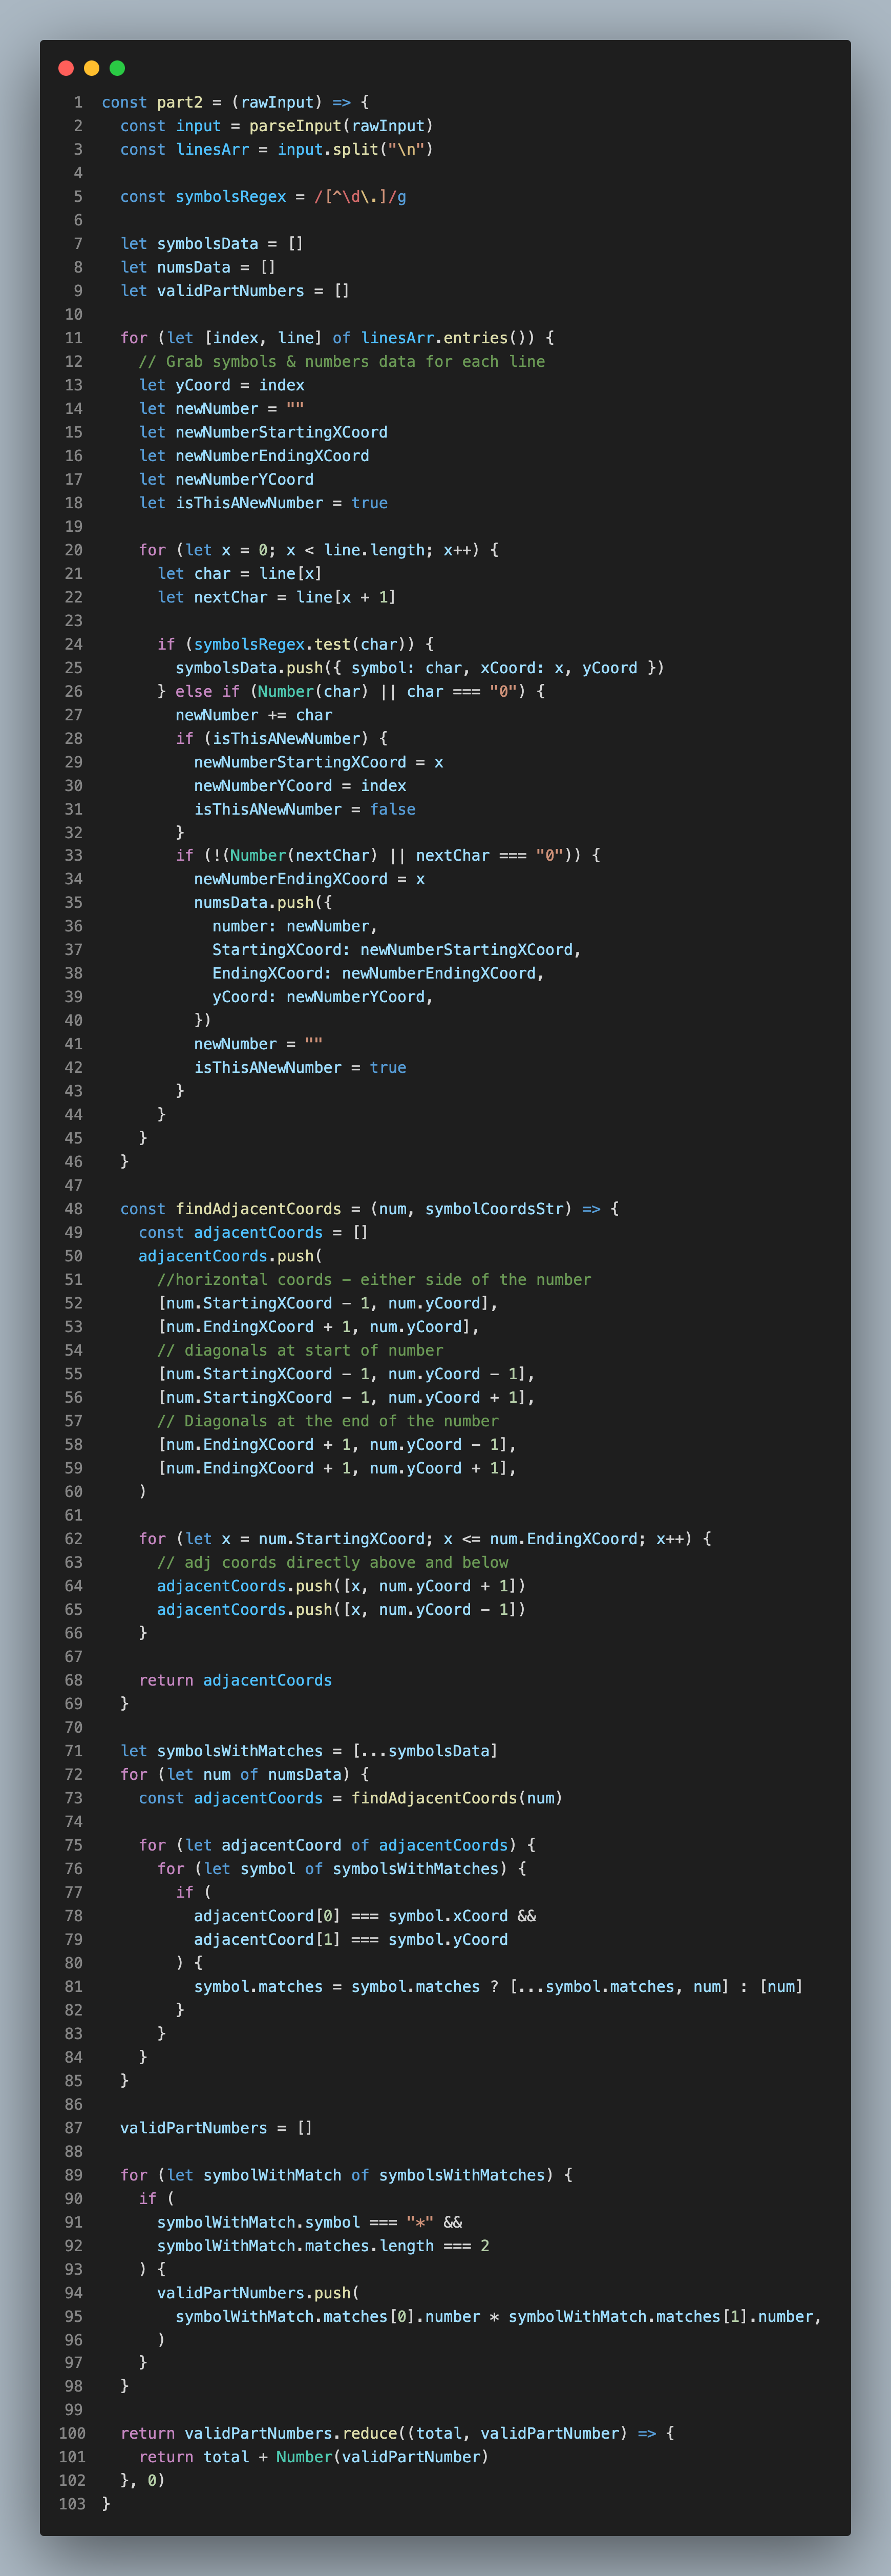 1 const part2 = (rawInput) => {
2   const input = parseInput(rawInput)
3   const linesArr = input.split("\n")
4
5   const symbolsRegex = /[^\d\.]/g
6
7   let symbolsData = []
8   let numsData = []
9   let validPartNumbers = []
10
11   for (let [index, line] of linesArr.entries()) {
12     // Grab symbols & numbers data for each line
13     let yCoord = index
14     let newNumber = ""
15     let newNumberStartingXCoord
16     let newNumberEndingXCoord
17     let newNumberYCoord
18     let isThisANewNumber = true
19
20     for (let x = 0; x < line.length; x++) {
21       let char = line[x]
22       let nextChar = line[x + 1]
23
24       if (symbolsRegex.test(char)) {
25         symbolsData.push({ symbol: char, xCoord: x, yCoord })
26       } else if (Number(char) || char === "0") {
27         newNumber += char
28         if (isThisANewNumber) {
29           newNumberStartingXCoord = x
30           newNumberYCoord = index
31           isThisANewNumber = false
32         }
33         if (!(Number(nextChar) || nextChar === "0")) {
34           newNumberEndingXCoord = x
35           numsData.push({
36             number: newNumber,
37             StartingXCoord: newNumberStartingXCoord,
38             EndingXCoord: newNumberEndingXCoord,
39             yCoord: newNumberYCoord,
40           })
41           newNumber = ""
42           isThisANewNumber = true
43         }
44       }
45     }
46   }
47
48   const findAdjacentCoords = (num, symbolCoordsStr) => {
49     const adjacentCoords = []
50     adjacentCoords.push(
51       //horizontal coords - either side of the number
52       [num.StartingXCoord - 1, num.yCoord],
53       [num.EndingXCoord + 1, num.yCoord],
54       // diagonals at start of number
55       [num.StartingXCoord - 1, num.yCoord - 1],
56       [num.StartingXCoord - 1, num.yCoord + 1],
57       // Diagonals at the end of the number
58       [num.EndingXCoord + 1, num.yCoord - 1],
59       [num.EndingXCoord + 1, num.yCoord + 1],
60     )
61
62     for (let x = num.StartingXCoord; x <= num.EndingXCoord; x++) {
63       // adj coords directly above and below
64       adjacentCoords.push([x, num.yCoord + 1])
65       adjacentCoords.push([x, num.yCoord - 1])
66     }
67
68     return adjacentCoords
69   }
70
71   let symbolsWithMatches = [...symbolsData]
72   for (let num of numsData) {
73     const adjacentCoords = findAdjacentCoords(num)
74
75     for (let adjacentCoord of adjacentCoords) {
76       for (let symbol of symbolsWithMatches) {
77         if (
78           adjacentCoord[0] === symbol.xCoord &&
79           adjacentCoord[1] === symbol.yCoord
80         ) {
81           symbol.matches = symbol.matches ? [...symbol.matches, num] : [num]
82         }
83       }
84     }
85   }
86
87   validPartNumbers = []
88
89   for (let symbolWithMatch of symbolsWithMatches) {
90     if (
91       symbolWithMatch.symbol === "*" &&
92       symbolWithMatch.matches.length === 2
93     ) {
94       validPartNumbers.push(
95         symbolWithMatch.matches[0].number * symbolWithMatch.matches[1].number,
96       )
97     }
98   }
99
100   return validPartNumbers.reduce((total, validPartNumber) => {
101     return total + Number(validPartNumber)
102   }, 0)
103 }